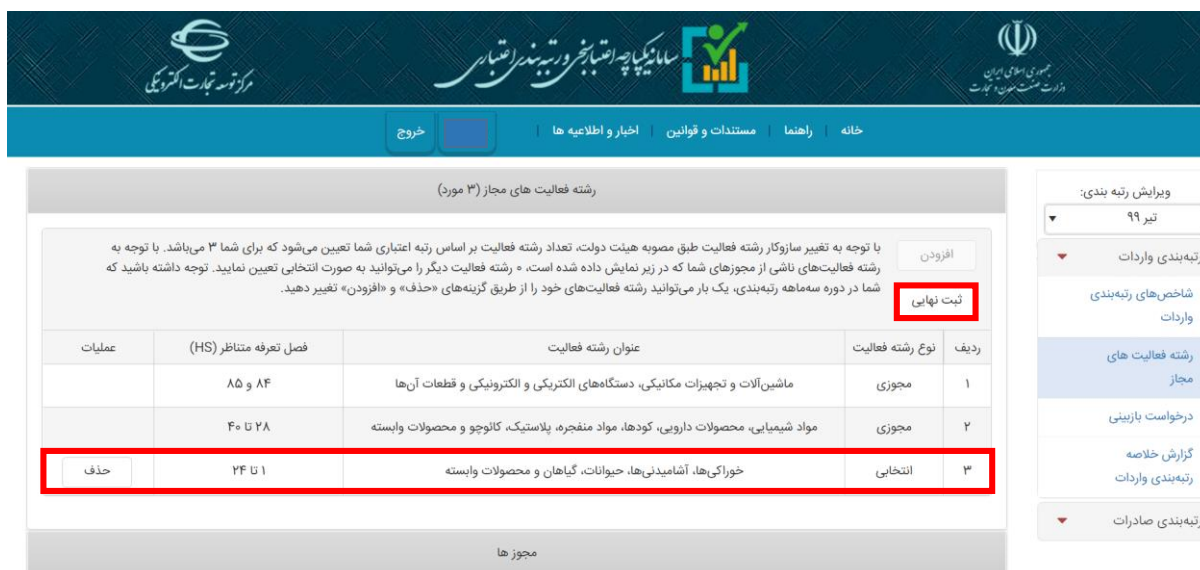 جمهوری اسلامی ایران
وزارت صنعت، معدن و تجارت
سامانه یکپارچه اعتبارسنجی و رتبه بندی اعتباری
مرکز توسعه تجارت الکترونیکی
خانه | راهنما | مستندات و قوانین | اخبار و اطلاعیه ها |
خروج
ویرایش رتبه بندی:
تیر ۹۹
رتبه‌بندی واردات
شاخص‌های رتبه‌بندی
واردات
رشته فعالیت های
مجاز
درخواست بازبینی
گزارش خلاصه
رتبه‌بندی واردات
رتبه‌بندی صادرات
رشته فعالیت های مجاز (۳ مورد)
افزودن
ثبت نهایی
با توجه به تغییر سازوکار رشته فعالیت طبق مصوبه هیئت دولت، تعداد رشته فعالیت بر اساس رتبه اعتباری شما تعیین می‌شود که برای شما ۳ می‌باشد. با توجه به
رشته فعالیت‌های ناشی از مجوزهای شما که در زیر نمایش داده شده است، ۰ رشته فعالیت دیگر را می‌توانید به صورت انتخابی تعیین نمایید. توجه داشته باشید که
شما در دوره سه‌ماهه رتبه‌بندی، یک بار می‌توانید رشته فعالیت‌های خود را از طریق گزینه‌های «حذف» و «افزودن» تغییر دهید.
ردیف نوع رشته فعالیت عنوان رشته فعالیت فصل تعرفه متناظر (HS) عملیات
۱ مجوزی ماشین‌آلات و تجهیزات مکانیکی، دستگاه‌های الکتریکی و الکترونیکی و قطعات آن‌ها ۸۴ و ۸۵
۲ مجوزی مواد شیمیایی، محصولات دارویی، کودها، مواد منفجره، پلاستیک، کائوچو و محصولات وابسته ۲۸ تا ۴۰
۳ انتخابی خوراکی‌ها، آشامیدنی‌ها، حیوانات، گیاهان و محصولات وابسته ۱ تا ۲۴ حذف
مجوز ها